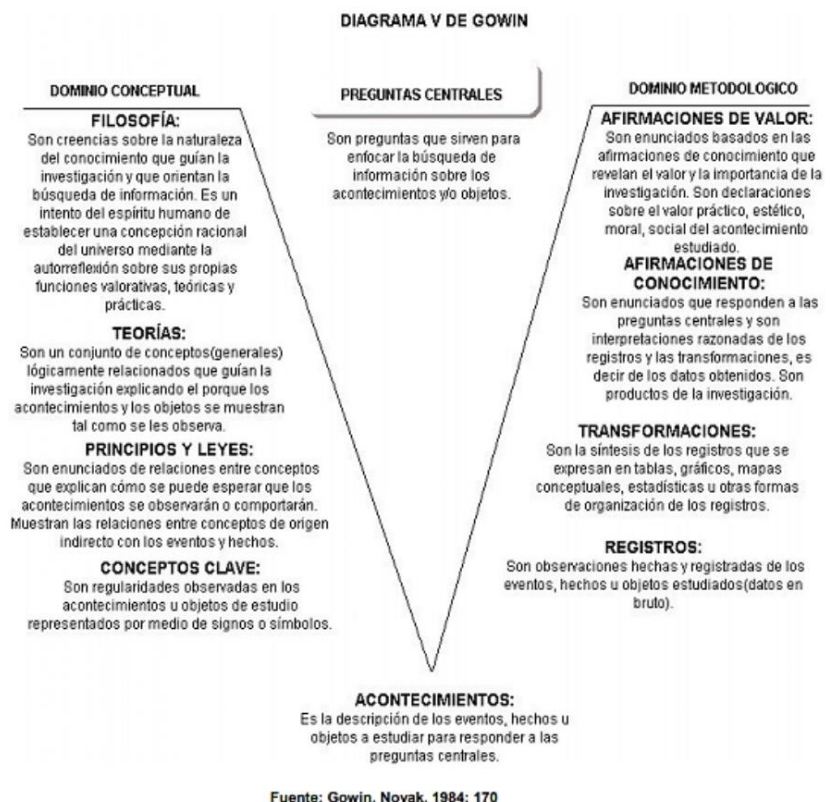 DIAGRAMA V DE GOWIN
DOMINIO CONCEPTUAL
FILOSOFÍA:
Son creencias sobre la naturaleza
del conocimiento que guían la
investigación y que orientan la
búsqueda de información. Es un
intento del espíritu humano de
establecer una concepción racional
del universo mediante la
autorreflexión sobre sus propias
funciones valorativas, teóricas y
prácticas.
TEORÍAS:
Son un conjunto de conceptos(generales)
lógicamente relacionados que guían la
investigación explicando el porque los
acontecimientos y los objetos se muestran
tal como se les observa.
PRINCIPIOS Y LEYES:
Son enunciados de relaciones entre conceptos
que explican cómo se puede esperar que los
acontecimientos se observarán o comportarán.
Muestran las relaciones entre conceptos de origen
indirecto con los eventos y hechos.
CONCEPTOS CLAVE:
Son regularidades observadas en los
acontecimientos u objetos de estudio
representados por medio de signos o símbolos.
PREGUNTAS CENTRALES
Son preguntas que sirven para
enfocar la búsqueda de
información sobre los
acontecimientos y/o objetos.
DOMINIO METODOLOGICO
AFIRMACIONES DE VALOR:
Son enunciados basados en las
afirmaciones de conocimiento que
revelan el valor y la importancia de la
investigación. Son declaraciones
sobre el valor práctico, estético,
moral, social del acontecimiento
estudiado.
AFIRMACIONES DE
CONOCIMIENTO:
Son enunciados que responden a las
preguntas centrales y son
interpretaciones razonadas de los
registros y las transformaciones, es
decir de los datos obtenidos. Son
productos de la investigación.
TRANSFORMACIONES:
Son la síntesis de los registros que se
expresan en tablas, gráficos, mapas
conceptuales, estadísticas u otras formas
de organización de los registros.
REGISTROS:
Son observaciones hechas y registradas de los
eventos, hechos u objetos estudiados(datos en
bruto).
ACONTECIMIENTOS:
Es la descripción de los eventos, hechos u
objetos a estudiar para responder a las
preguntas centrales.
Fuente: Gowin, Novak, 1984: 170